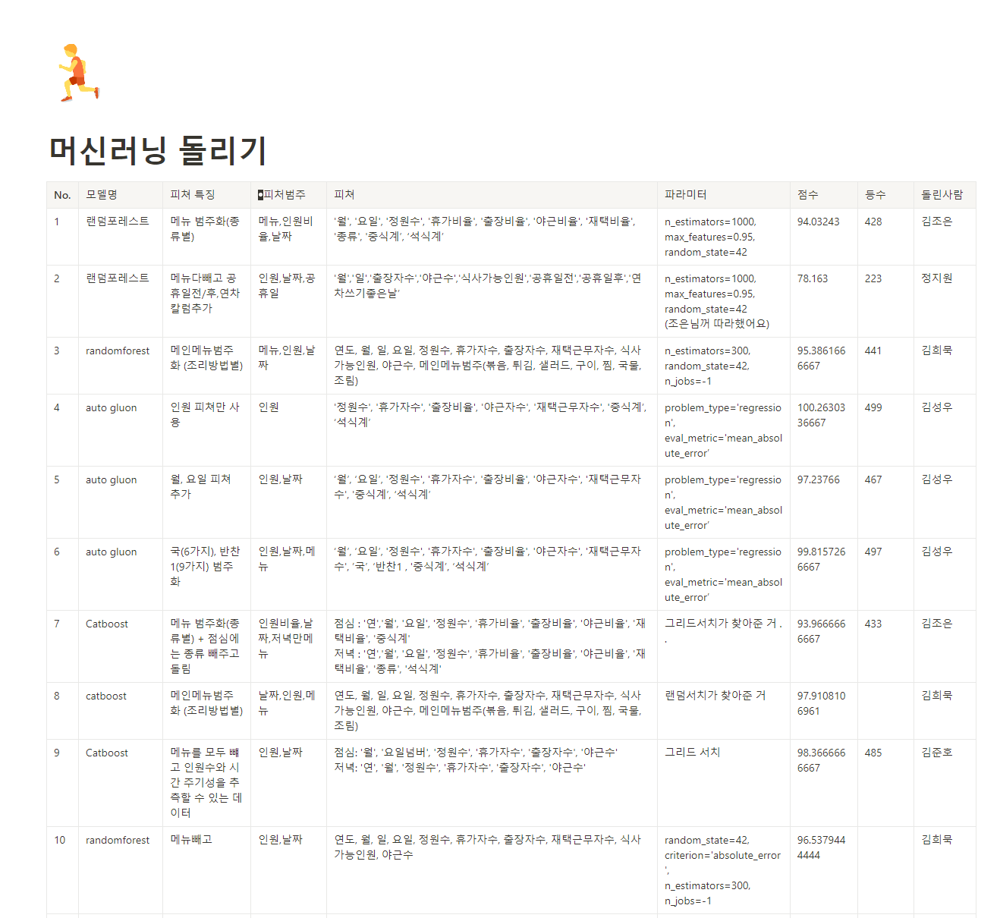 머신러닝 돌리기
No. 모델명 피쳐 특징 피처범주 피쳐 파라미터 점수 등수 돌린사람
1 랜덤포레스트 메뉴 범주화(종 메뉴,인원비 '월', '요일', '정원수', '휴가비율', '출장비율', '야근비율', '재택비율', n_estimators=1000, 94.03243 428 김조은
류별) 율,날짜 '종류', '중식계', '석식계’ max_features=0.95,
random_state=42
2 랜덤포레스트 메뉴다빼고 공 인원,날짜,공 '월','일','출장자수','야근수','식사가능인원','공휴일전','공휴일후','연 n_estimators=1000, 78.163 223 정지원
휴일전/후,연차 휴일 차쓰기좋은날’ max_features=0.95,
칼럼추가 random_state=42
(조은님꺼 따라했어요)
3 randomforest 메인메뉴범주 메뉴,인원,날 연도, 월, 일, 요일, 정원수, 휴가자수, 출장자수, 재택근무자수, 식사 n_estimators=300, 95.386166 441 김희묵
화 (조리방법별) 짜 가능인원, 야근수, 메인메뉴범주(볶음, 튀김, 샐러드, 구이, 찜, 국물, random_state=42, 6667
조림) n_jobs=-1
4 auto gluon 인원 피쳐만 사 인원 '정원수', '휴가자수', '출장비율', '야근자수', '재택근무자수', '중식계', problem_type='regressio 100.26303 499 김성우
용 ‘석식계’ n', 36667
eval_metric='mean_absol
ute_error’
5 auto gluon 월, 요일 피쳐 인원,날짜 ‘월’, ‘요일’, '정원수', '휴가자수', '출장비율', '야근자수', '재택근무자 problem_type='regressio 97.23766 467 김성우
추가 수', '중식계', ‘석식계’ n',
eval_metric='mean_absol
ute_error’
6 auto gluon 국(6가지), 반찬 인원,날짜,메 ‘월’, ‘요일’, '정원수', '휴가자수', '출장비율', '야근자수', '재택근무자 problem_type='regressio 99.815726 497 김성우
1(9가지) 범주 뉴 수', ‘국’, ‘반찬1 , '중식계', ‘석식계’ n', 6667
화 eval_metric='mean_absol
ute_error’
7 Catboost 메뉴 범주화(종 인원비율,날 점심 : '연','월', '요일', '정원수', '휴가비율', '출장비율', '야근비율', '재 그리드서치가 찾아준 거 . 93.966666 433 김조은
류별) + 점심에 짜,저녁만메 택비율', '중식계' . 6667
는 종류 빼주고 뉴 저녁 : '연','월', '요일', '정원수', '휴가비율', '출장비율', '야근비율', '재
돌림 택비율', '종류', '석식계'
8 catboost 메인메뉴범주 날짜,인원,메 연도, 월, 일, 요일, 정원수, 휴가자수, 출장자수, 재택근무자수, 식사 랜덤서치가 찾아준 거 97.910810 김희묵
화 (조리방법별) 뉴 가능인원, 야근수, 메인메뉴범주(볶음, 튀김, 샐러드, 구이, 찜, 국물, 6961
조림)
9 Catboost 메뉴를 모두 뺴 인원,날짜 점심: '월', '요일넘버', '정원수', '휴가자수', '출장자수', '야근수' 그리드 서치 98.366666 485 김준호
고 인원수와 시 저녁: '연', '월', '정원수', '휴가자수', '출장자수', '야근수' 6667
간 주기성을 추
측할 수 있는 데
이터
10 randomforest 메뉴빼고 인원,날짜 연도, 월, 일, 요일, 정원수, 휴가자수, 출장자수, 재택근무자수, 식사 random_state=42, 96.537944 김희묵
가능인원, 야근수 criterion='absolute_error 4444
',
n_estimators=300,
n_jobs=-1